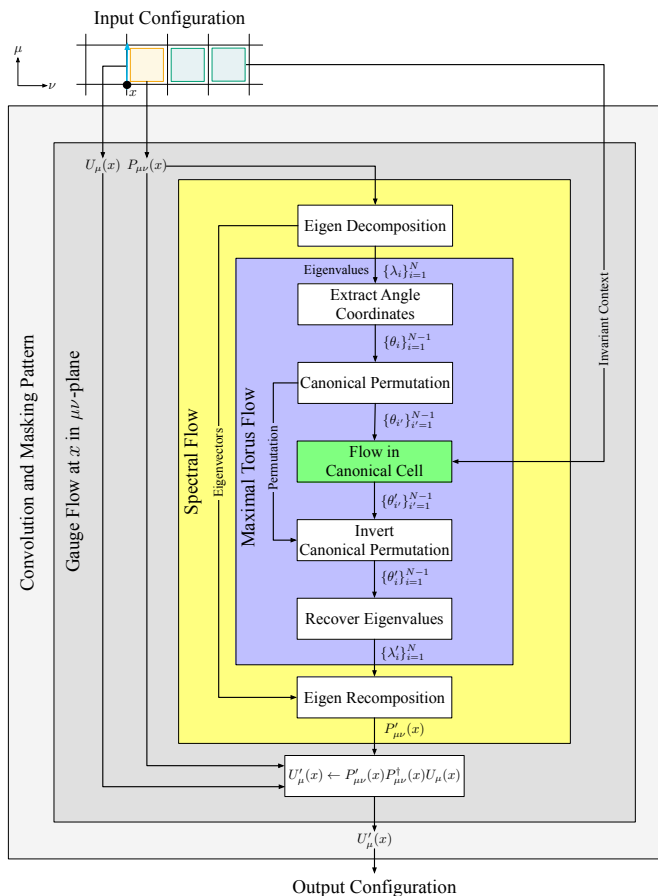 Input Configuration
μ
ν
x
U_μ(x) P_μν(x)
Eigen Decomposition
Eigenvalues {λ_i}_{i=1}^N
Extract Angle
Coordinates
{θ_i}_{i=1}^{N-1}
Canonical Permutation
{θ_{i'}}_{i'=1}^{N-1}
Flow in
Canonical Cell
{θ'_{i'}}_{i'=1}^{N-1}
Invert
Canonical Permutation
{θ'_i}_{i=1}^{N-1}
Recover Eigenvalues
{λ'_i}_{i=1}^N
Eigen Recomposition
P'_μν(x)
U'_μ(x) ← P'_μν(x)P†_μν(x)U_μ(x)
U'_μ(x)
Output Configuration
Convolution and Masking Pattern
Gauge Flow at x in μν-plane
Spectral Flow
Eigenvectors
Maximal Torus Flow
Permutation
Invariant Context